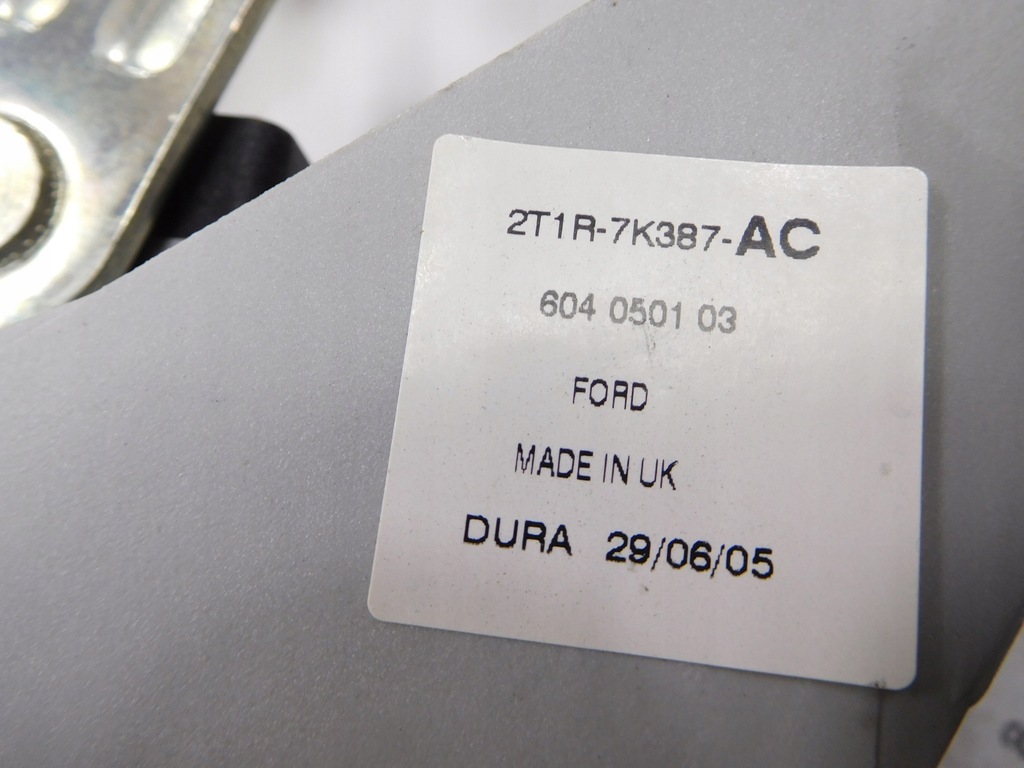 2T1R-7K387-AC
604 0501 03
FORD
MADE IN UK
DURA 29/06/05